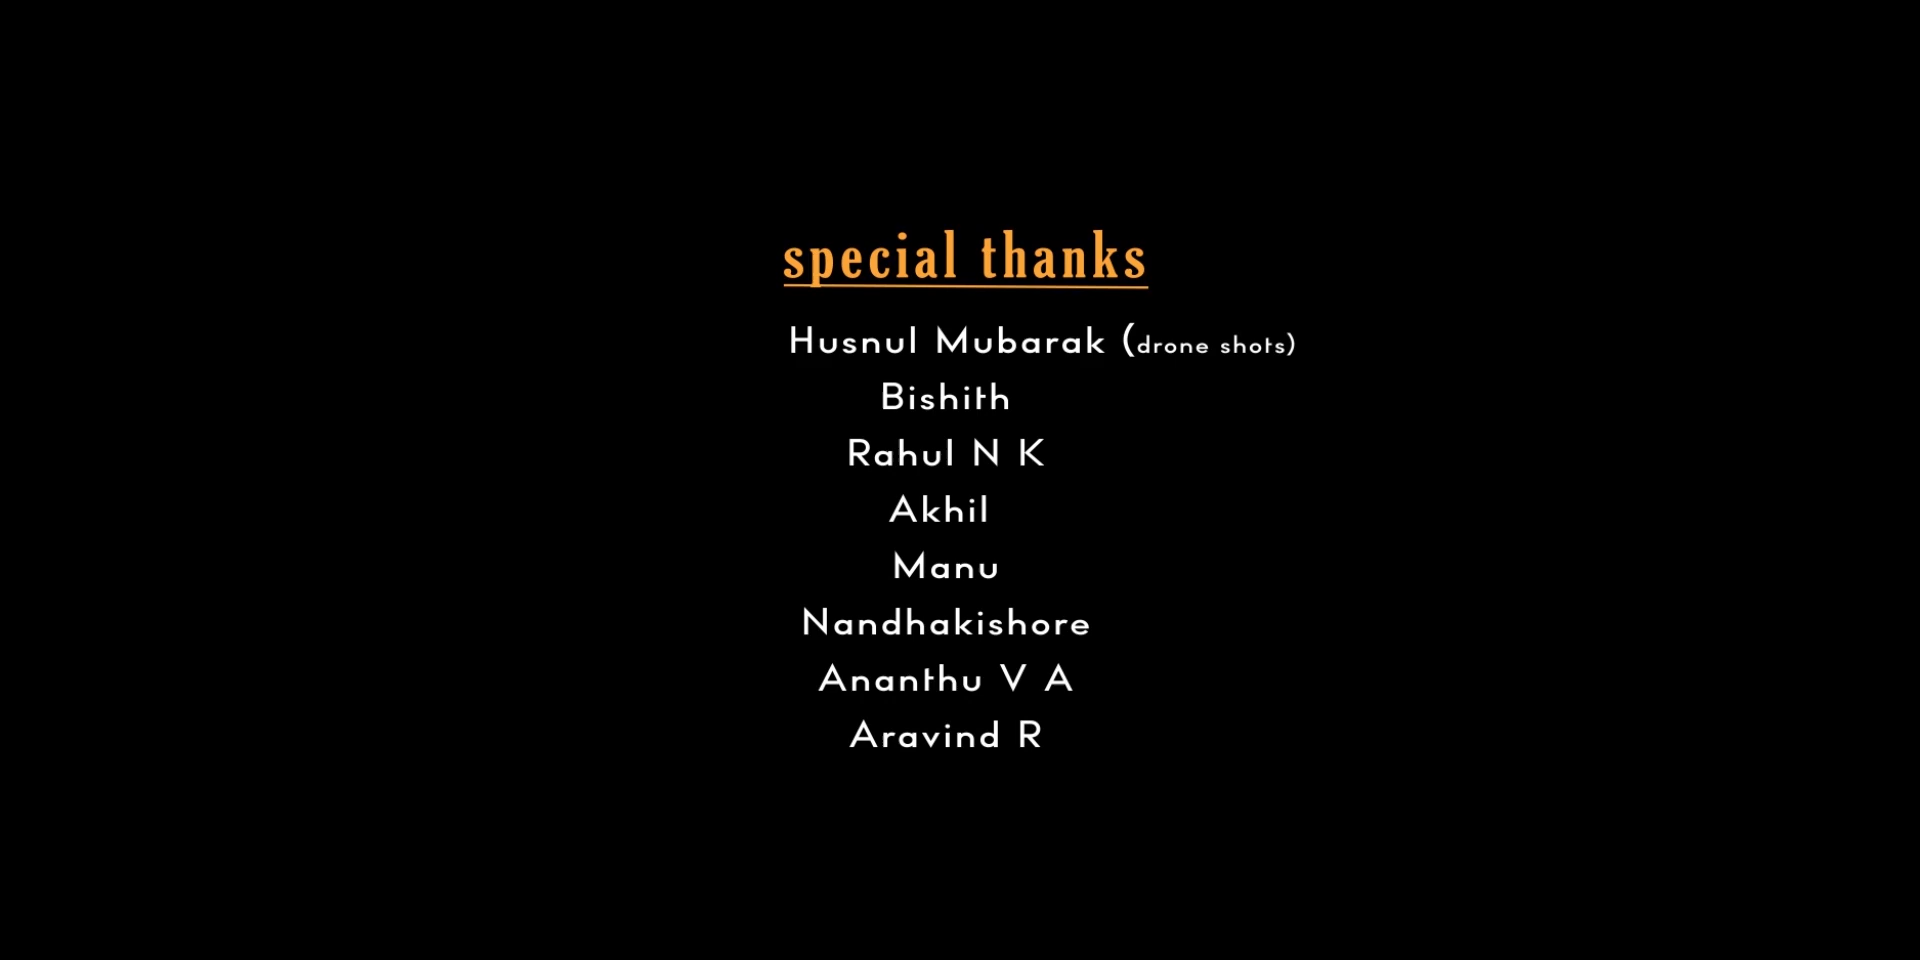 special thanks
Husnul Mubarak (drone shots)
Bishith
Rahul N K
Akhil
Manu
Nandhakishore
Ananthu V A
Aravind R